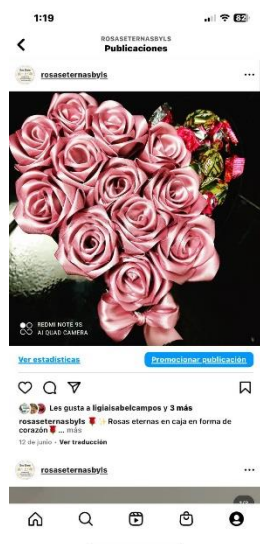 1:19
62
ROSASETERNASBYLS
Publicaciones
rosaseternasbyls
REDMI NOTE 9S
AI QUAD CAMERA
Ver estadísticas
Promocionar publicación
Les gusta a ligiaisabelcampos y 3 más
rosaseternasbyls 🌹✨Rosas eternas en caja en forma de
corazón🌹... más
12 de junio • Ver traducción
rosaseternasbyls